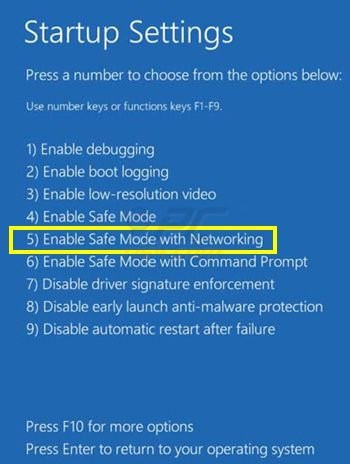 Startup Settings
Press a number to choose from the options below:
Use number keys or functions keys F1-F9.
1) Enable debugging
2) Enable boot logging
3) Enable low-resolution video
4) Enable Safe Mode
5) Enable Safe Mode with Networking
6) Enable Safe Mode with Command Prompt
7) Disable driver signature enforcement
8) Disable early launch anti-malware protection
9) Disable automatic restart after failure
Press F10 for more options
Press Enter to return to your operating system